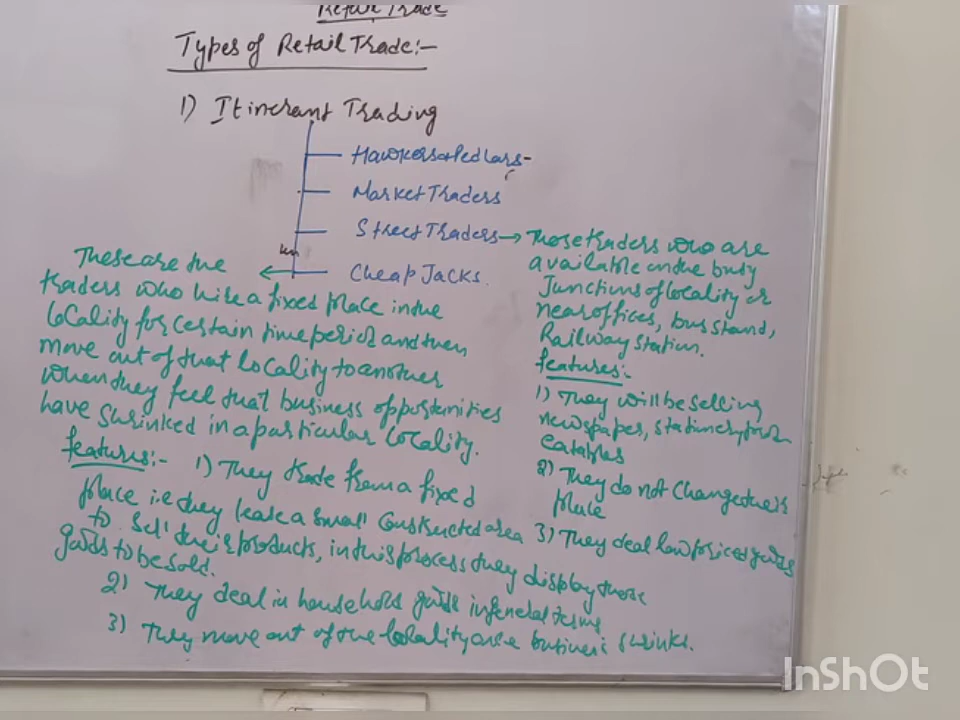 Retail Trade
Types of Retail Trade:-
1) Itinerant Trading
Hawkers & Pedlars-
Market Traders
Street Traders →
Cheap Jacks.
Those traders who are
available on the busy
Junctions of locality or
near offices, bus stand,
Railway station.
features:-
1) They will be selling
newspapes, stationery
eatables
2) They do not change their
place
3) They deal low priced goods
These are the
traders who hire a fixed place in the
locality for certain time period and then
move out of that locality to another
when they feel that business opportunities
have shrinked in a particular locality.
features:- 1) They trade from a fixed
place i.e they lease a small constructed area
to sell their products, in this process they display those
goods to be sold.
2) They deal in household goods in general terms
3) They move out of the locality once business shrinks.
InShOt